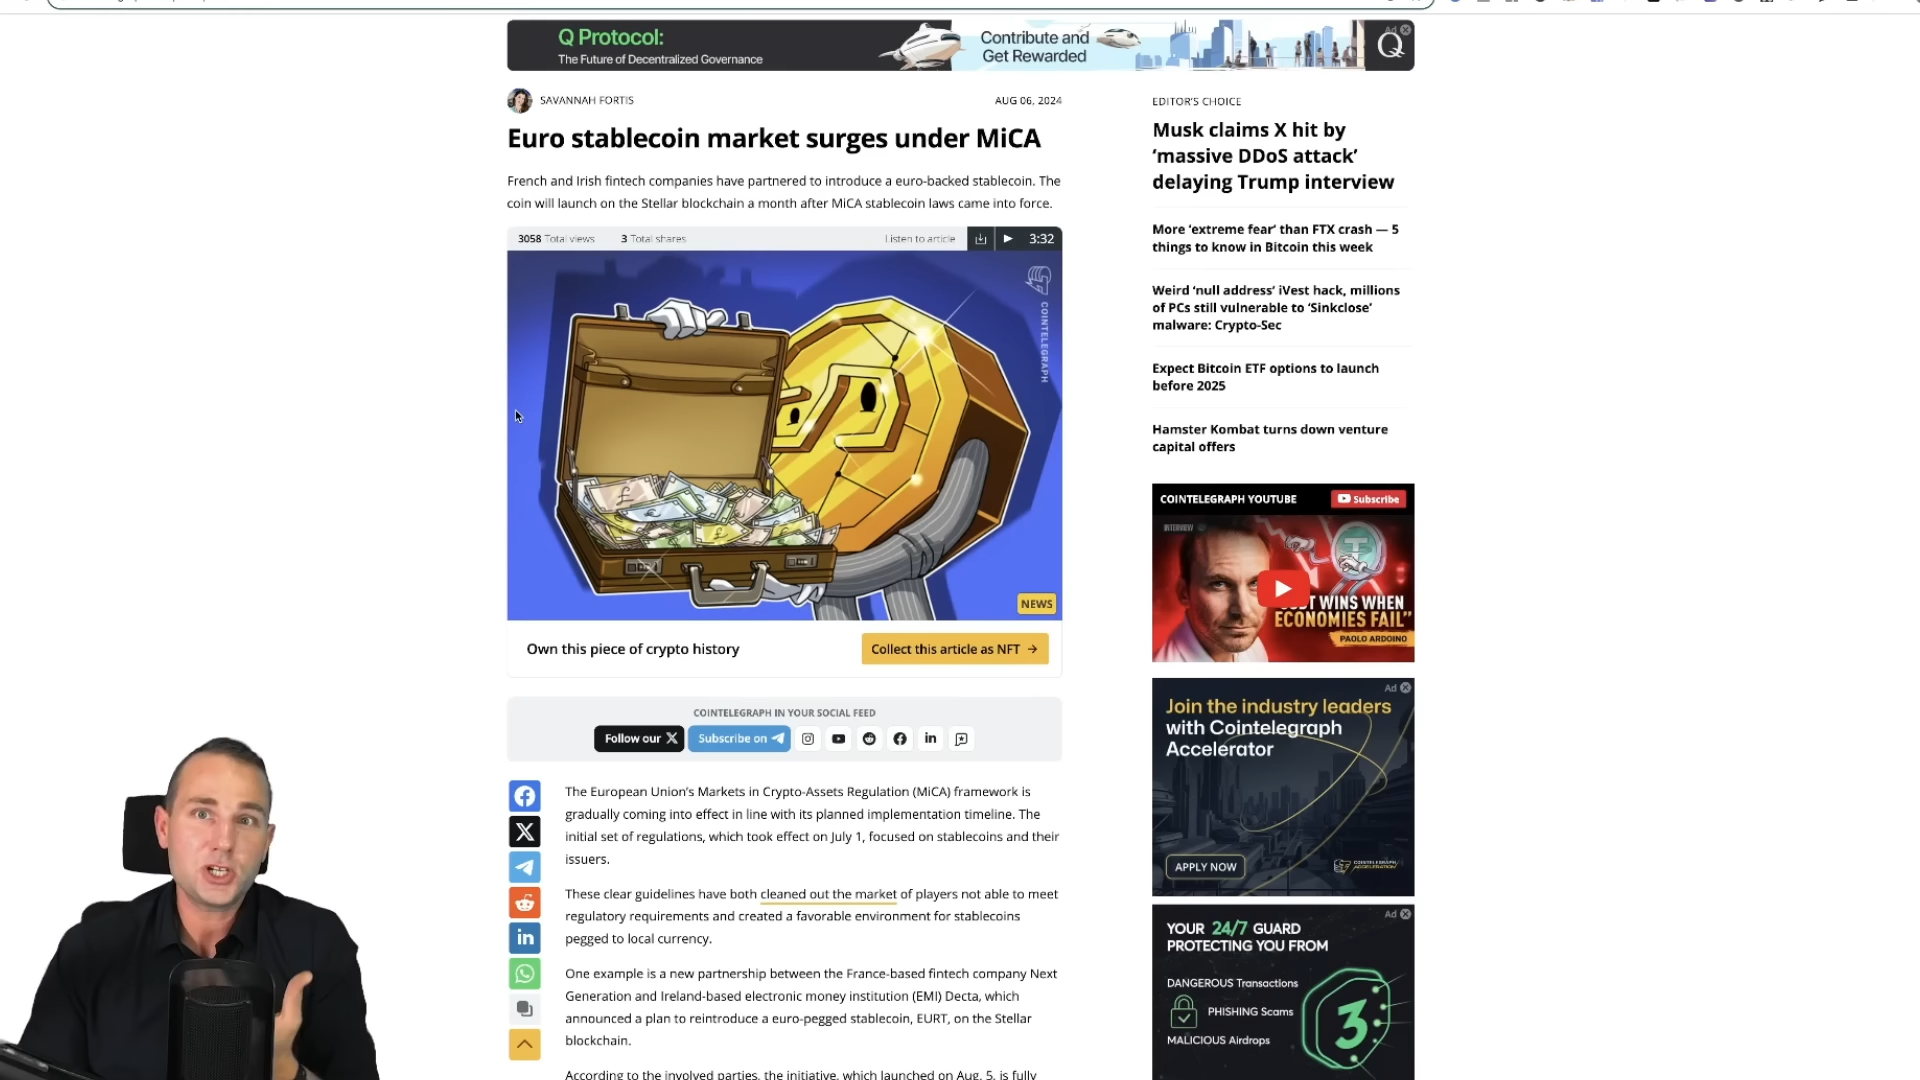 Q Protocol:
The Future of Decentralized Governance
Contribute and
Get Rewarded
Q
Ad
SAVANNAH FORTIS
AUG 06, 2024
Euro stablecoin market surges under MiCA
French and Irish fintech companies have partnered to introduce a euro-backed stablecoin. The
coin will launch on the Stellar blockchain a month after MiCA stablecoin laws came into force.
3058 Total views
3 Total shares
Listen to article
3:32
COINTELEGRAPH
NEWS
Own this piece of crypto history
Collect this article as NFT →
COINTELEGRAPH IN YOUR SOCIAL FEED
Follow our X
Subscribe on
The European Union’s Markets in Crypto-Assets Regulation (MiCA) framework is
gradually coming into effect in line with its planned implementation timeline. The
initial set of regulations, which took effect on July 1, focused on stablecoins and their
issuers.
These clear guidelines have both cleaned out the market of players not able to meet
regulatory requirements and created a favorable environment for stablecoins
pegged to local currency.
One example is a new partnership between the France-based fintech company Next
Generation and Ireland-based electronic money institution (EMI) Decta, which
announced a plan to reintroduce a euro-pegged stablecoin, EURT, on the Stellar
blockchain.
According to the involved parties, the initiative, which launched on Aug. 5, is fully
EDITOR’S CHOICE
Musk claims X hit by
‘massive DDoS attack’
delaying Trump interview
More ‘extreme fear’ than FTX crash — 5
things to know in Bitcoin this week
Weird ‘null address’ iVest hack, millions
of PCs still vulnerable to ‘Sinkclose’
malware: Crypto-Sec
Expect Bitcoin ETF options to launch
before 2025
Hamster Kombat turns down venture
capital offers
COINTELEGRAPH YOUTUBE
Subscribe
INTERVIEW
WINS WHEN
ECONOMIES FAIL”
PAOLO ARDOINO
Ad
Join the industry leaders
with Cointelegraph
Accelerator
APPLY NOW
COINTELEGRAPH
ACCELERATOR
Ad
YOUR 24/7 GUARD
PROTECTING YOU FROM
DANGEROUS Transactions
PHISHING Scams
MALICIOUS Airdrops
3